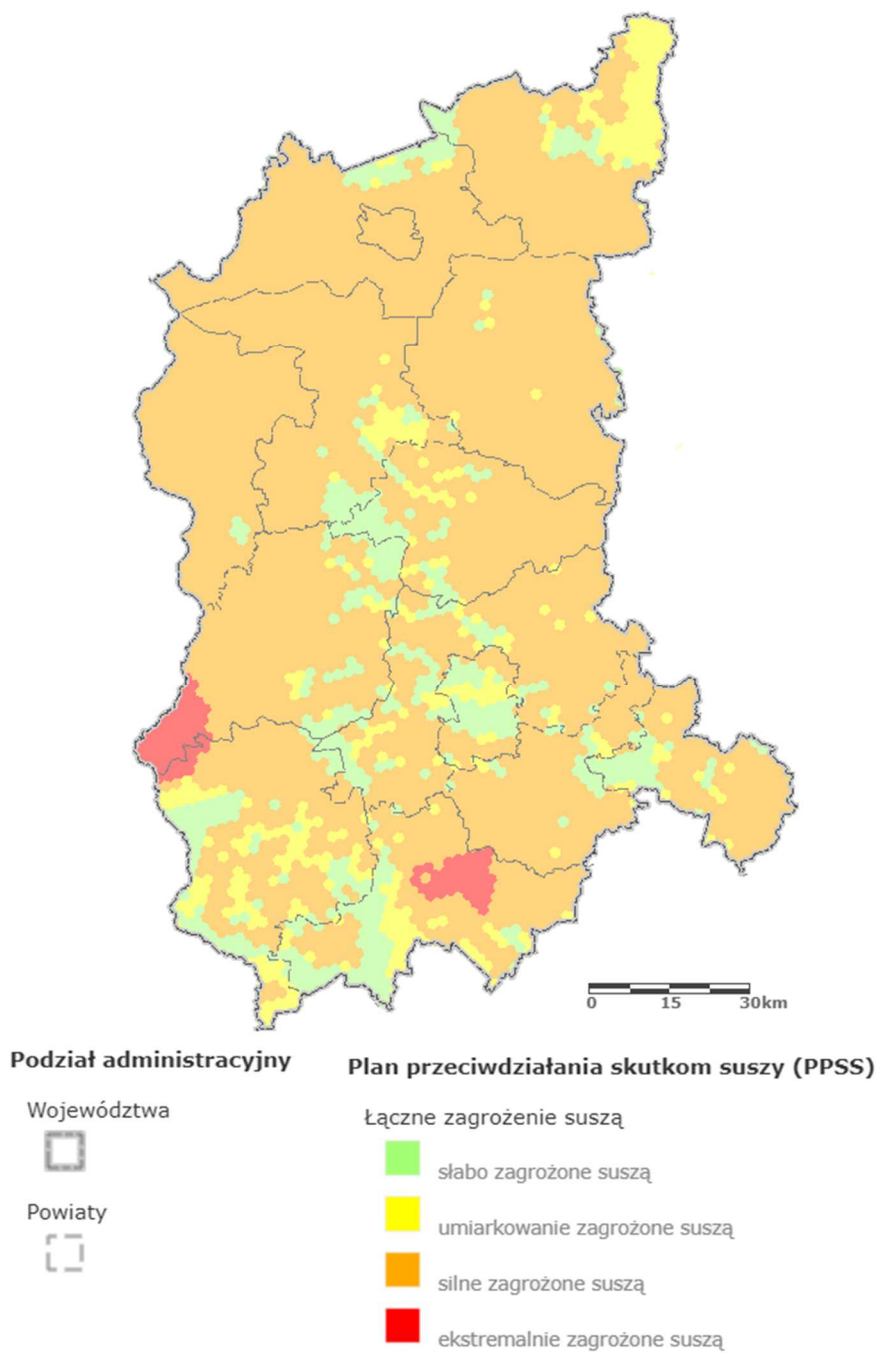 0 15 30km
Podział administracyjny
Województwa
Powiaty
Plan przeciwdziałania skutkom suszy (PPSS)
Łączne zagrożenie suszą
słabo zagrożone suszą
umiarkowanie zagrożone suszą
silne zagrożone suszą
ekstremalnie zagrożone suszą